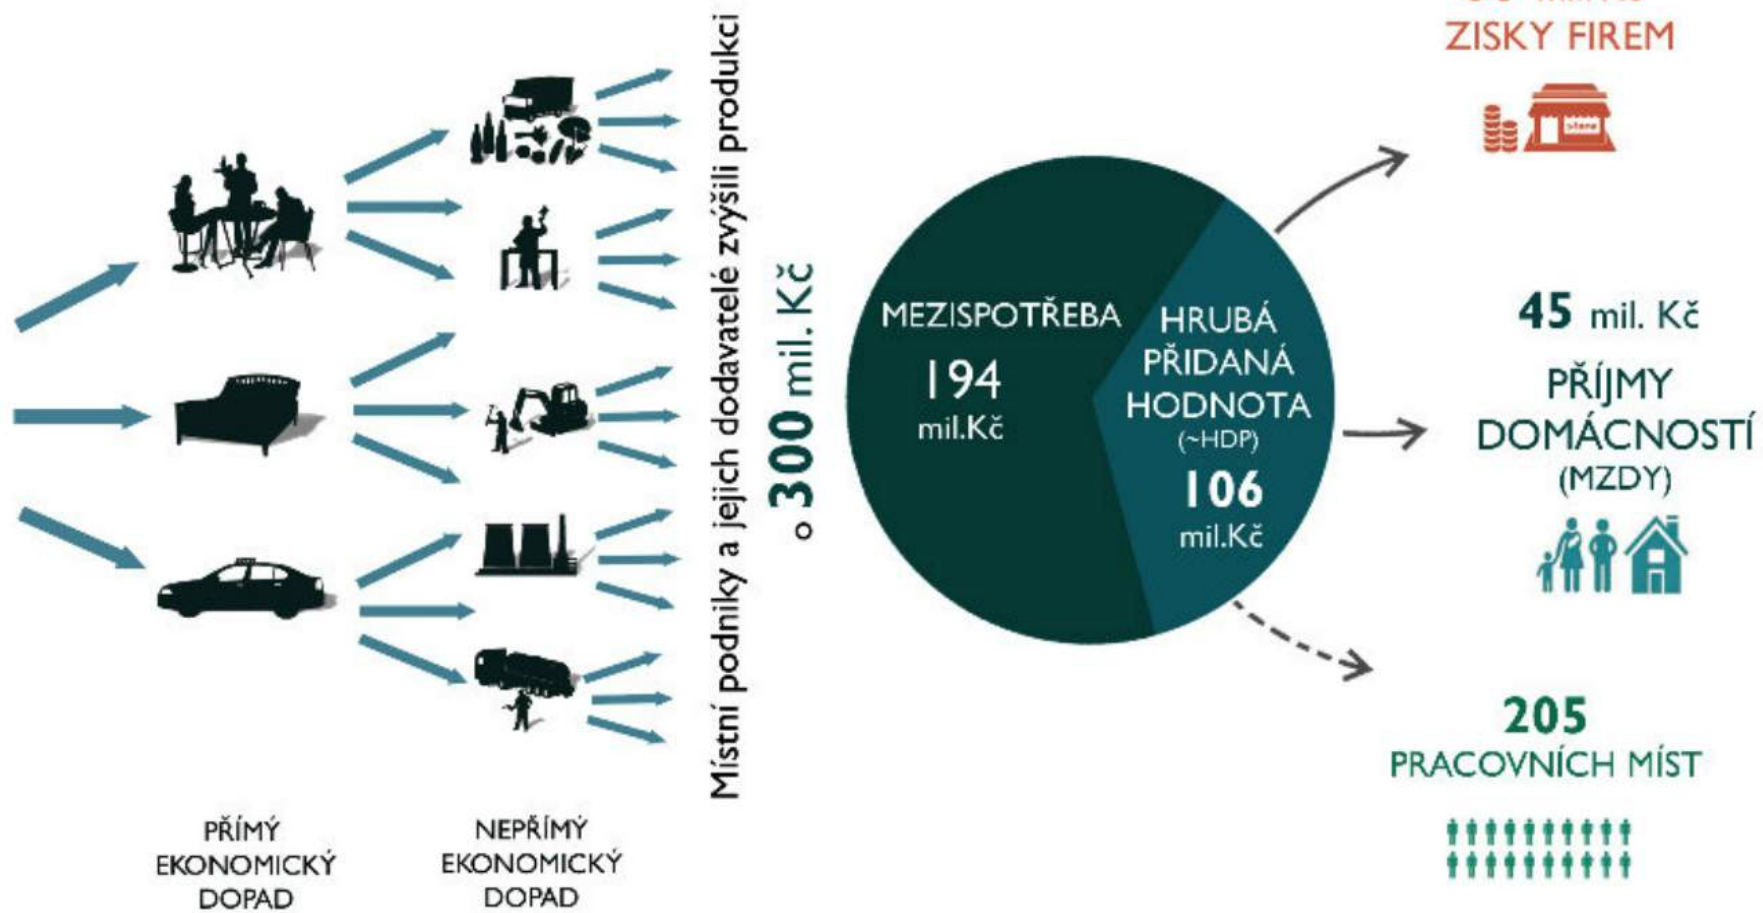 ZISKY FIREM
Místní podniky a jejich dodavatelé zvýšili produkci
o 300 mil. Kč
MEZISPOTŘEBA
194
mil.Kč
HRUBÁ
PŘIDANÁ
HODNOTA
(~HDP)
106
mil.Kč
45 mil. Kč
PŘÍJMY
DOMÁCNOSTÍ
(MZDY)
205
PRACOVNÍCH MÍST
PŘÍMÝ
EKONOMICKÝ
DOPAD
NEPŘÍMÝ
EKONOMICKÝ
DOPAD